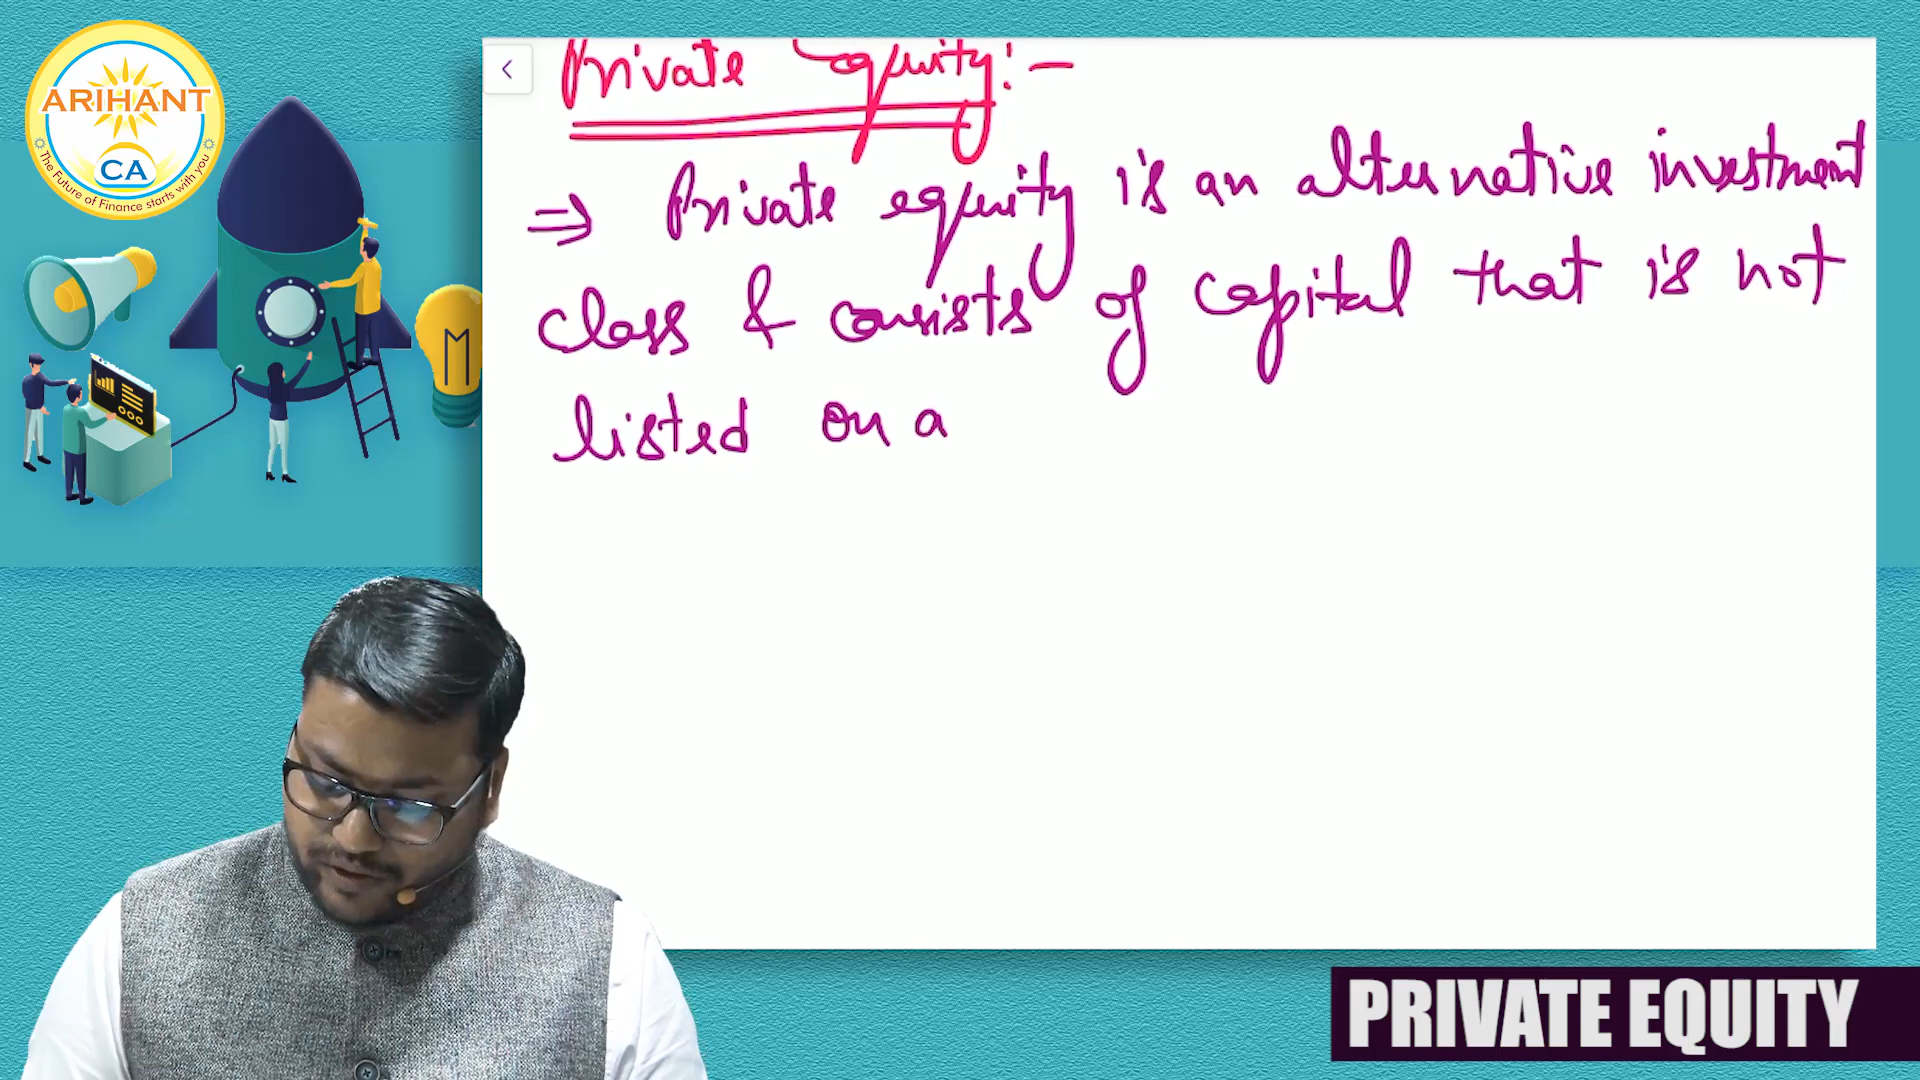 ARIHANT
CA
The Future of Finance starts with you
Private Equity:-
⇒ Private equity is an alternative investment
class & consists of capital that is not
listed on a
PRIVATE EQUITY